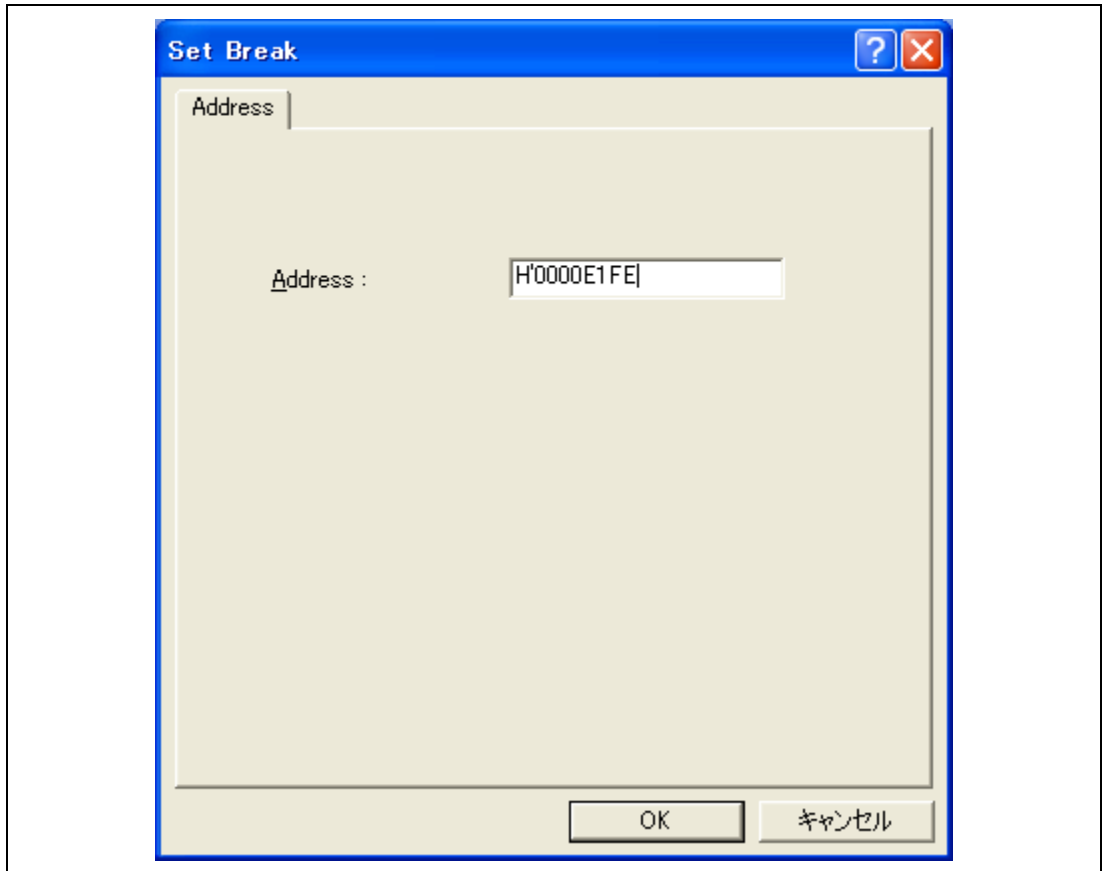 Set Break
Address
Address :
H'0000E1FE
OK
キャンセル